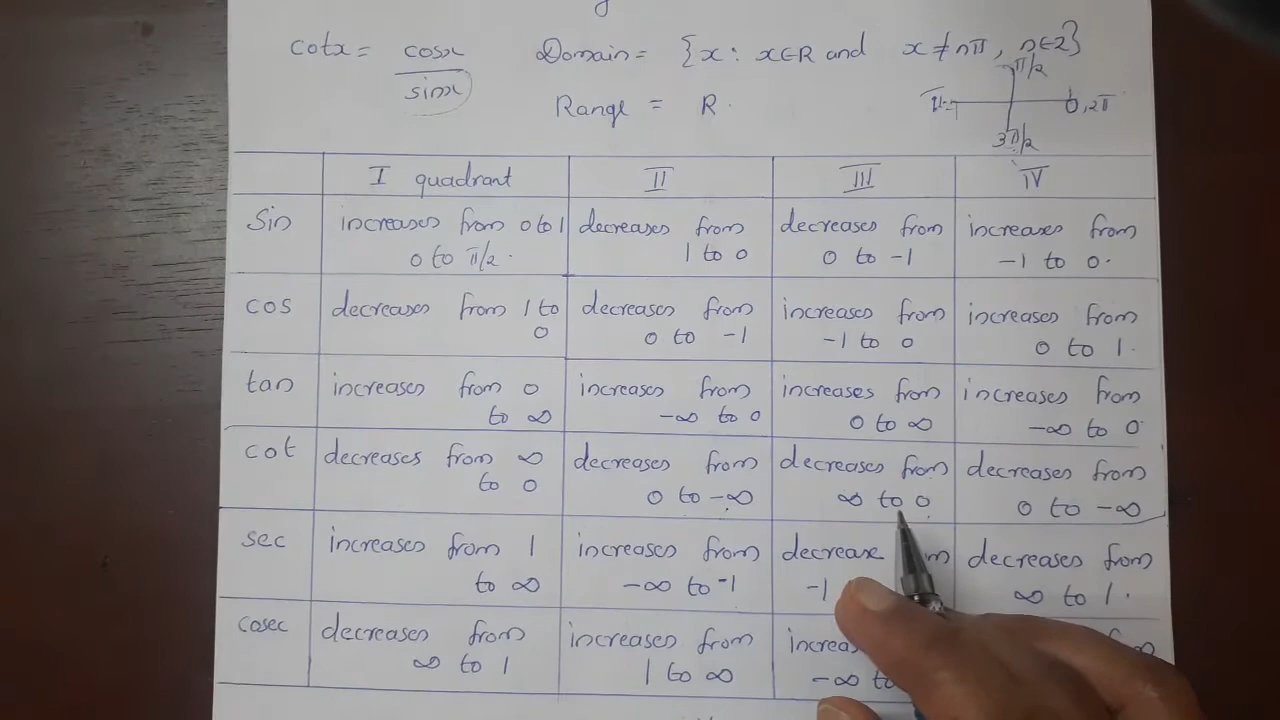 cotx = cosx / sinx
Domain = {x : x∈R and x ≠ nπ, n∈Z}
Range = R.
π/2
π
0, 2π
3π/2
I quadrant II III IV
Sin increases from 0 to 1 decreases from decreases from increases from
0 to π/2. 1 to 0 0 to -1 -1 to 0.
cos decreases from 1 to decreases from increases from increases from
0 0 to -1 -1 to 0 0 to 1.
tan increases from 0 increases from increases from increases from
to ∞ -∞ to 0 0 to ∞ -∞ to 0
cot decreases from ∞ decreases from decreases from decreases from
to 0 0 to -∞ ∞ to 0 0 to -∞
sec increases from 1 increases from decrease decreases from
to ∞ -∞ to -1 -1 ∞ to 1.
cosec decreases from increases from
∞ to 1 1 to ∞ -∞ to